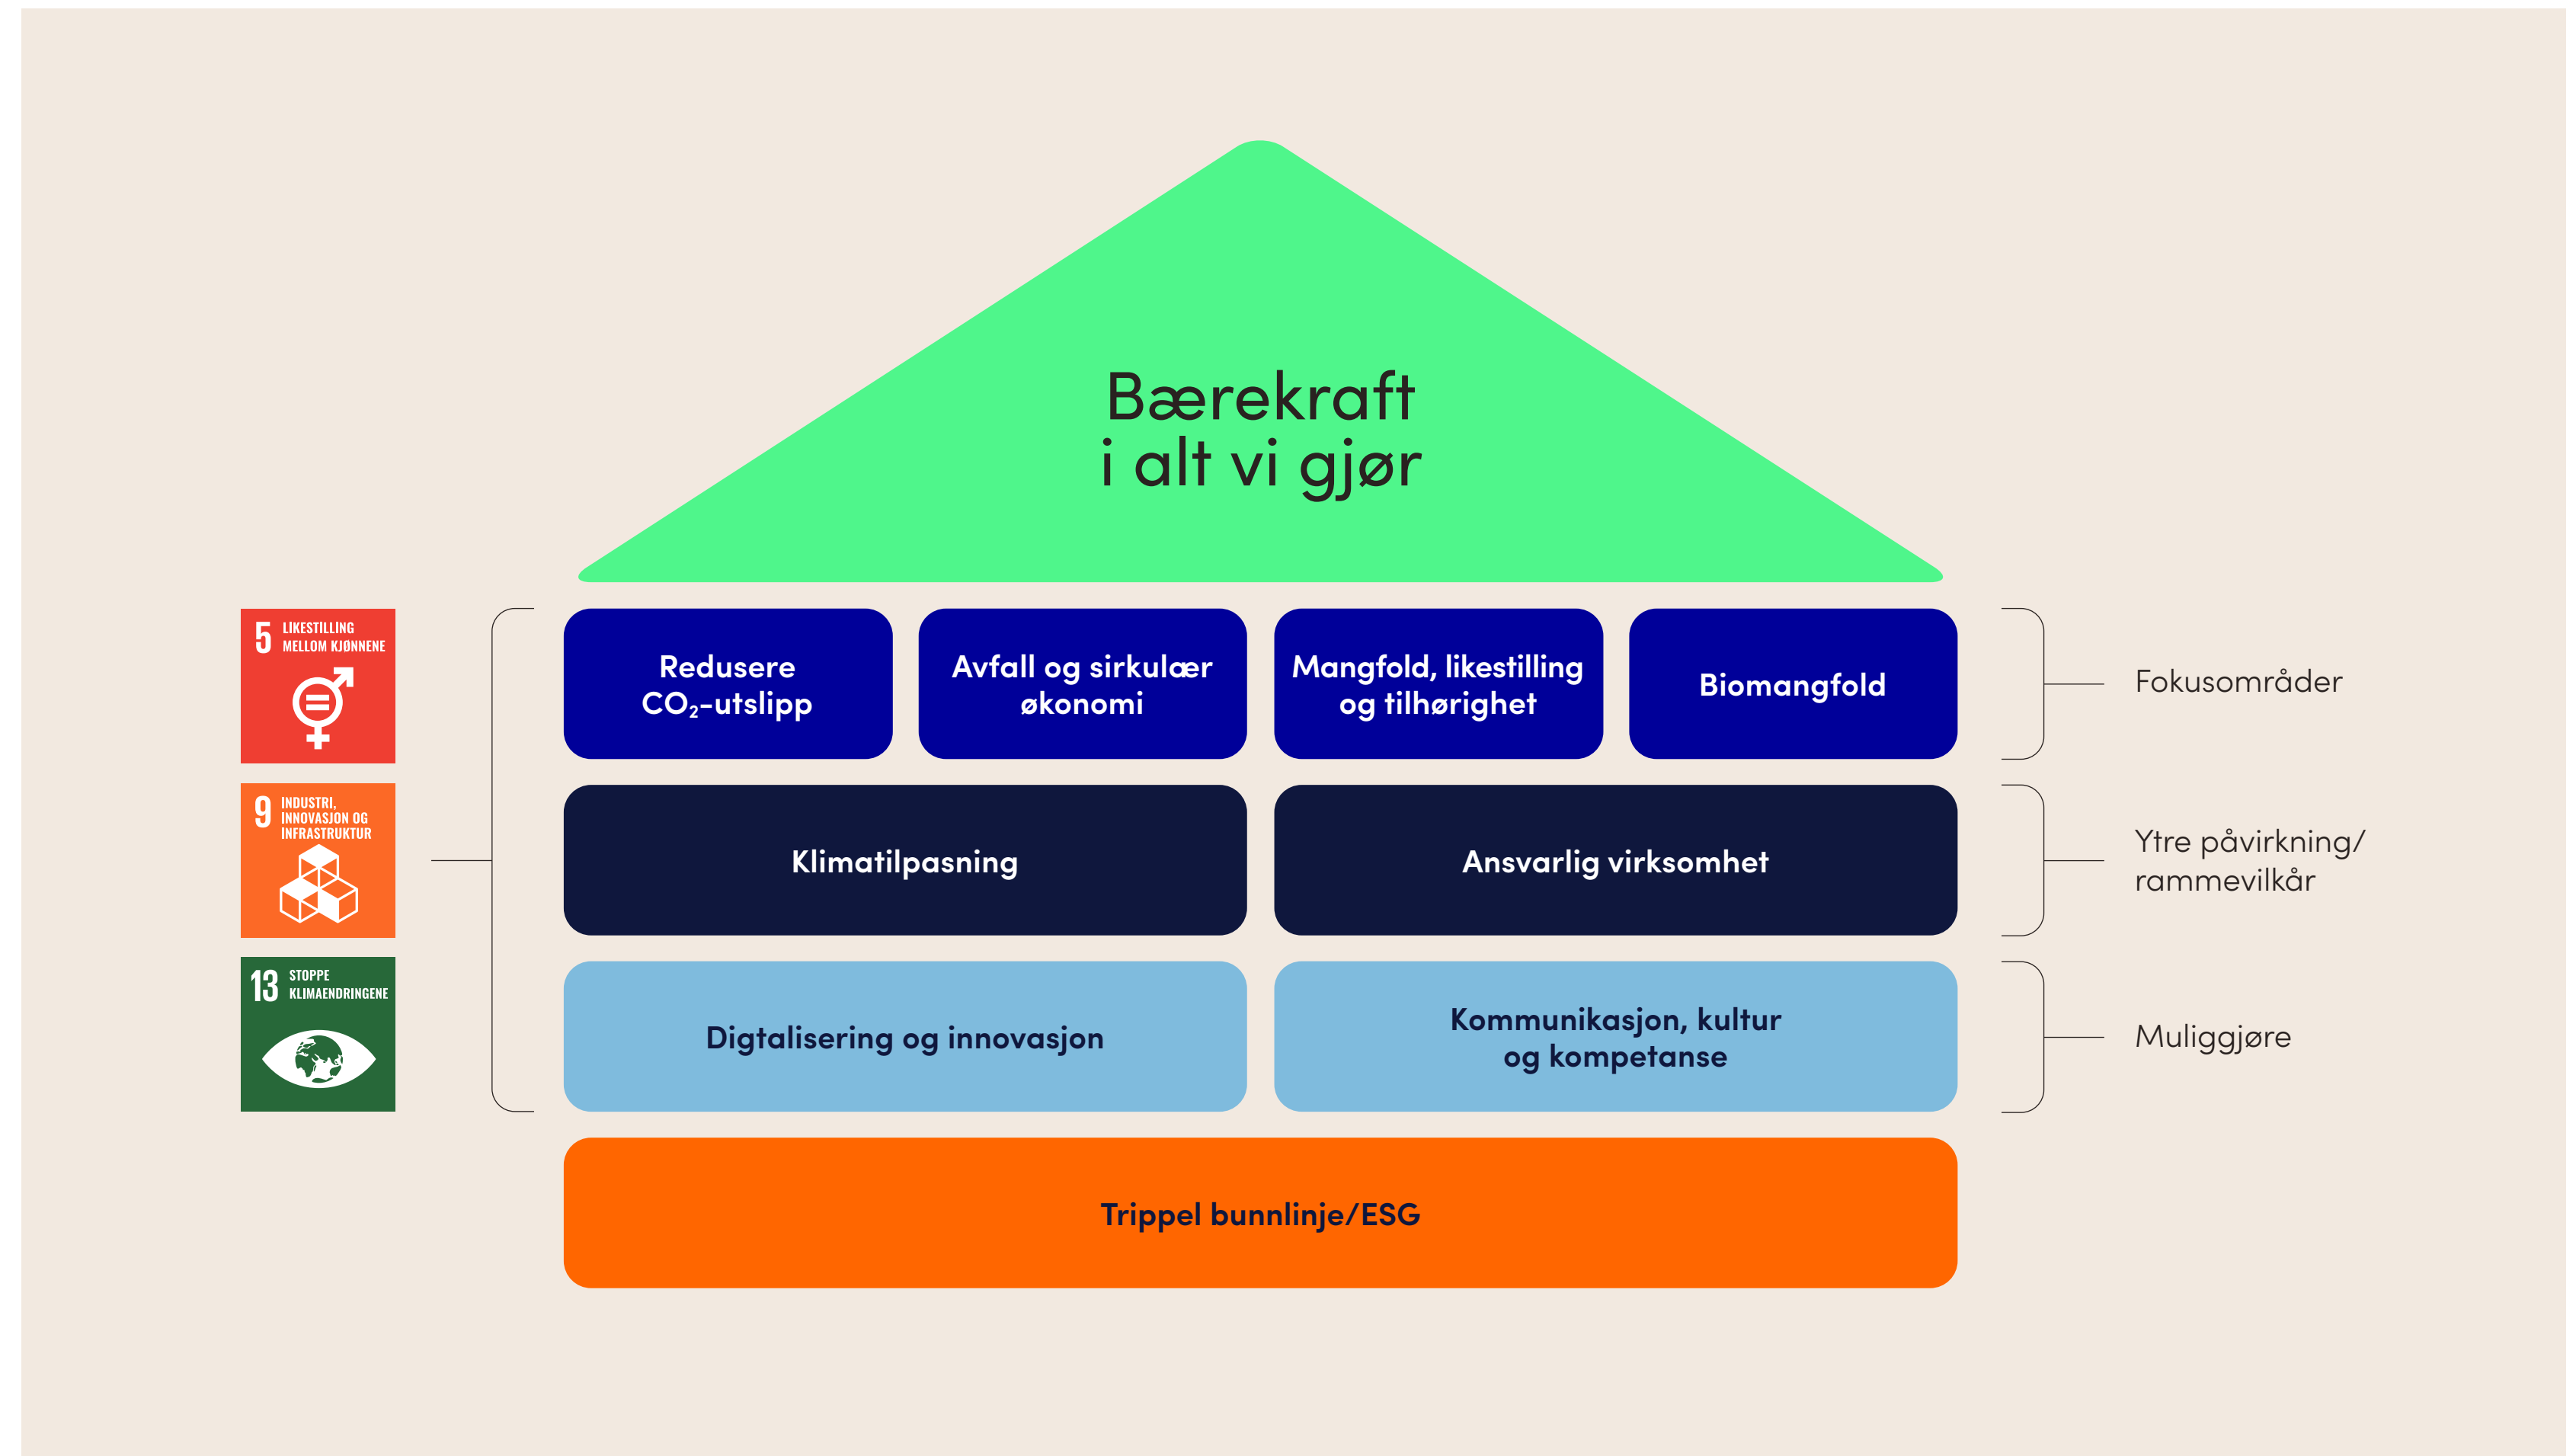 Bærekraft
i alt vi gjør
5 LIKESTILLING
MELLOM KJØNNENE
9 INDUSTRI,
INNOVASJON OG
INFRASTRUKTUR
13 STOPPE
KLIMAENDRINGENE
Redusere
CO₂-utslipp
Avfall og sirkulær
økonomi
Mangfold, likestilling
og tilhørighet
Biomangfold
Fokusområder
Klimatilpasning
Ansvarlig virksomhet
Ytre påvirkning/
rammevilkår
Digtalisering og innovasjon
Kommunikasjon, kultur
og kompetanse
Muliggjøre
Trippel bunnlinje/ESG